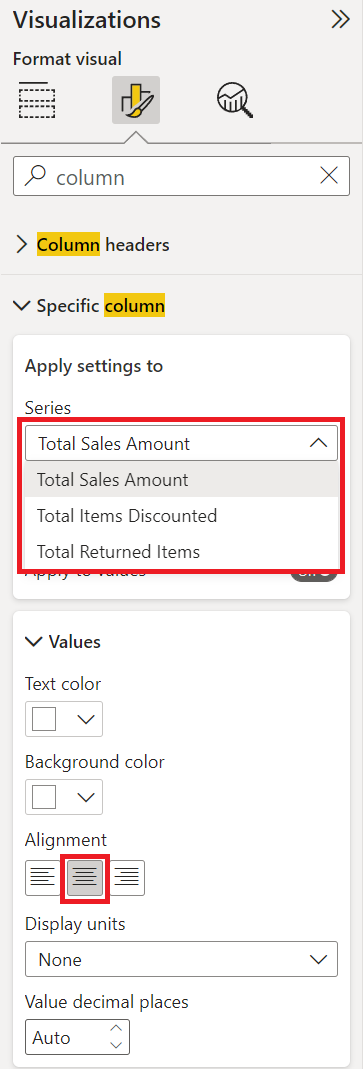 Visualizations
Format visual
column
Column headers
Specific column
Apply settings to
Series
Total Sales Amount
Total Sales Amount
Total Items Discounted
Total Returned Items
Apply to values
Values
Text color
Background color
Alignment
Display units
None
Value decimal places
Auto